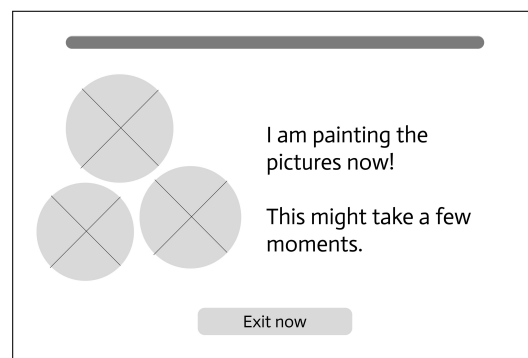 I am painting the
pictures now!
This might take a few
moments.
Exit now